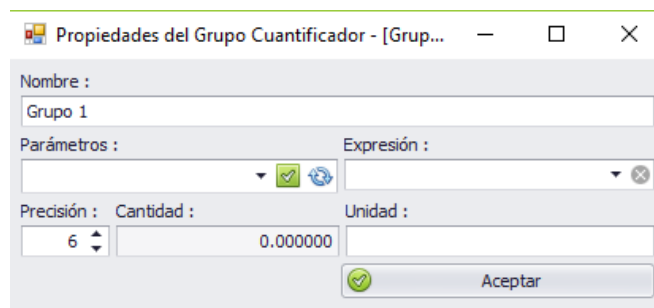 Propiedades del Grupo Cuantificador - [Grup...
Nombre :
Grupo 1
Parámetros : Expresión :
Precisión : Cantidad : Unidad :
6 0.000000
Aceptar